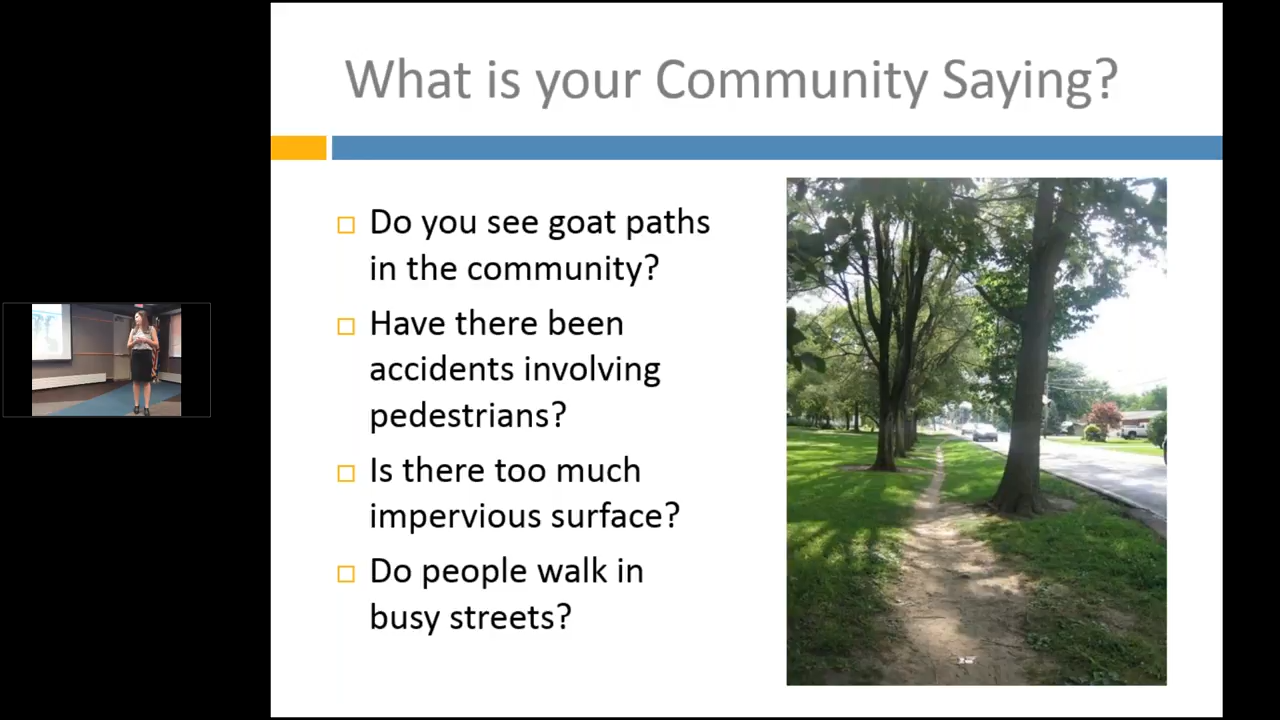 What is your Community Saying?
Do you see goat paths
in the community?
Have there been
accidents involving
pedestrians?
Is there too much
impervious surface?
Do people walk in
busy streets?